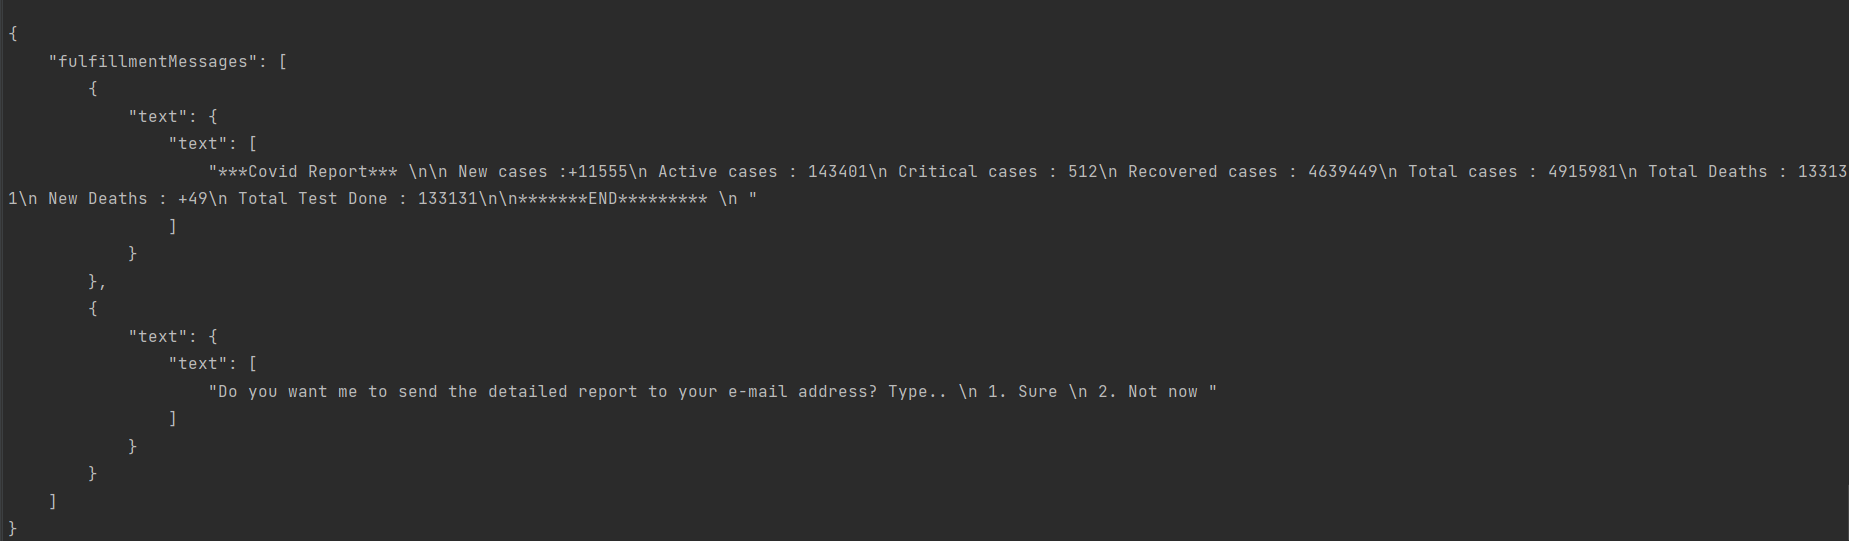 {
    "fulfillmentMessages": [
        {
            "text": {
                "text": [
                    "***Covid Report*** \n\n New cases :+11555\n Active cases : 143401\n Critical cases : 512\n Recovered cases : 4639449\n Total cases : 4915981\n Total Deaths : 13313
1\n New Deaths : +49\n Total Test Done : 133131\n\n*******END********* \n "
                ]
            }
        },
        {
            "text": {
                "text": [
                    "Do you want me to send the detailed report to your e-mail address? Type.. \n 1. Sure \n 2. Not now "
                ]
            }
        }
    ]
}